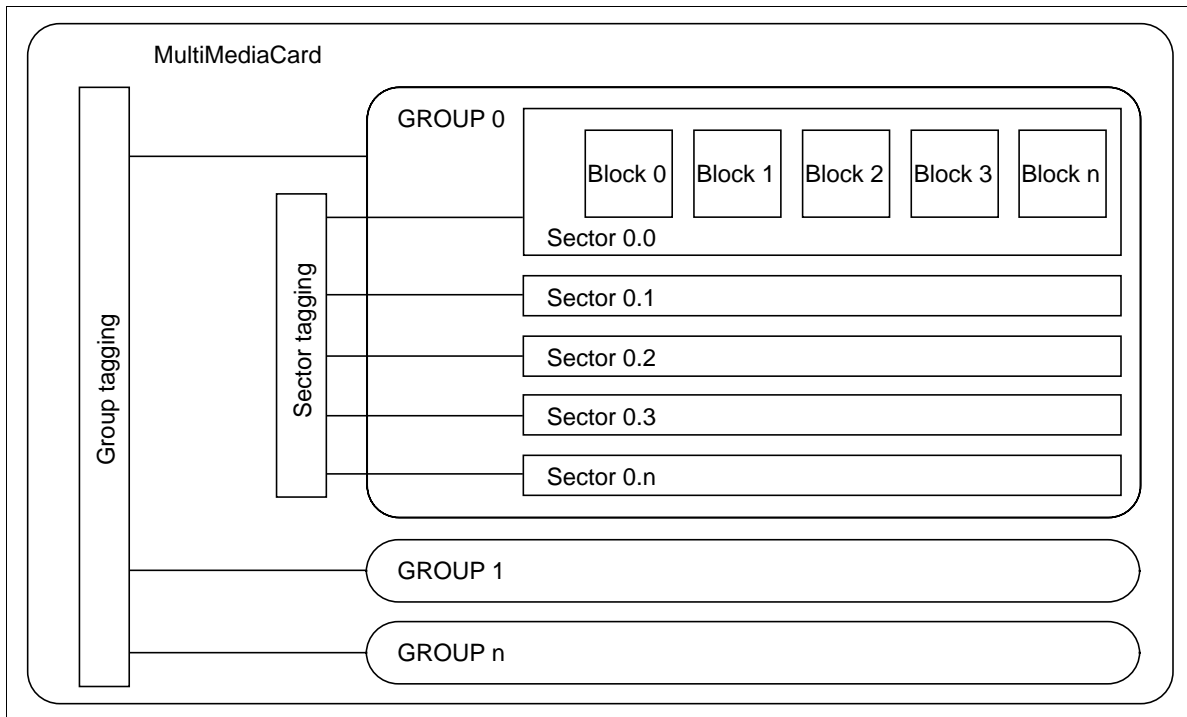 MultiMediaCard
Group tagging
Sector tagging
GROUP 0
Block 0
Block 1
Block 2
Block 3
Block n
Sector 0.0
Sector 0.1
Sector 0.2
Sector 0.3
Sector 0.n
GROUP 1
GROUP n